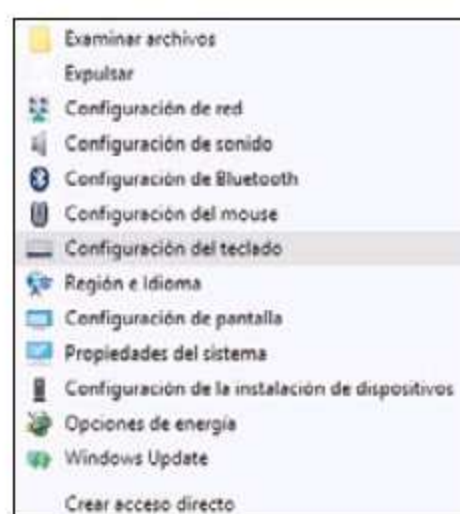 Examinar archivos
Expulsar
Configuración de red
Configuración de sonido
Configuración de Bluetooth
Configuración del mouse
Configuración del teclado
Región e Idioma
Configuración de pantalla
Propiedades del sistema
Configuración de la instalación de dispositivos
Opciones de energía
Windows Update
Crear acceso directo